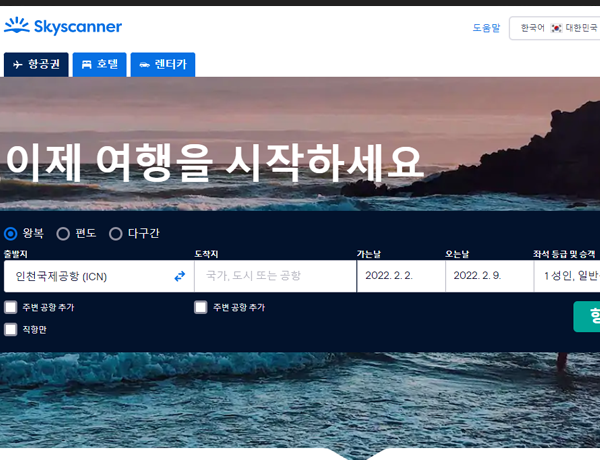 Skyscanner
도움말
한국어 대한민국
항공권 호텔 렌터카
이제 여행을 시작하세요
왕복 편도 다구간
출발지 도착지 가는날 오는날 좌석 등급 및 승객
인천국제공항 (ICN) 국가, 도시 또는 공항 2022. 2. 2. 2022. 2. 9. 1 성인, 일반
주변 공항 추가 주변 공항 추가
직항만